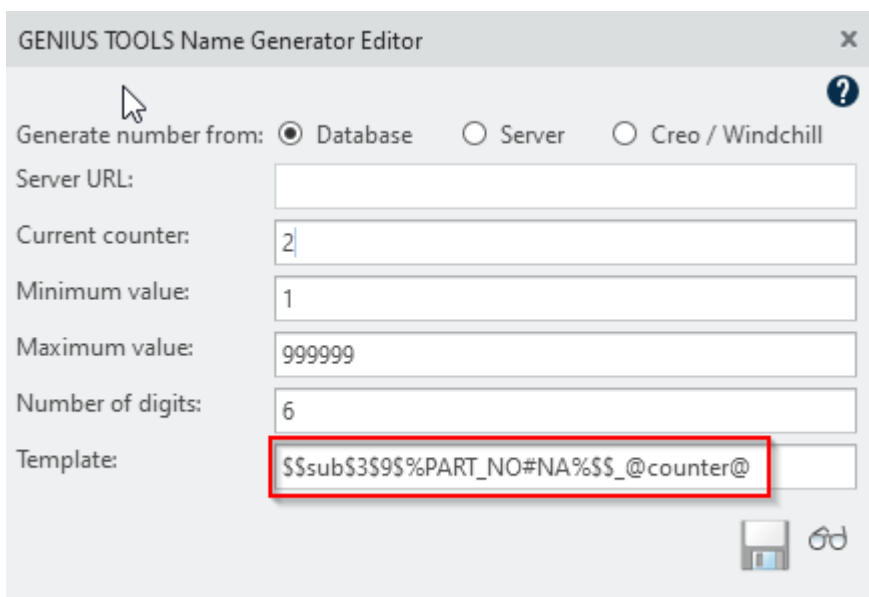 GENIUS TOOLS Name Generator Editor
Generate number from: Database Server Creo / Windchill
Server URL:
Current counter: 2
Minimum value: 1
Maximum value: 999999
Number of digits: 6
Template: $$sub$3$9$%PART_NO#NA%$$_@counter@